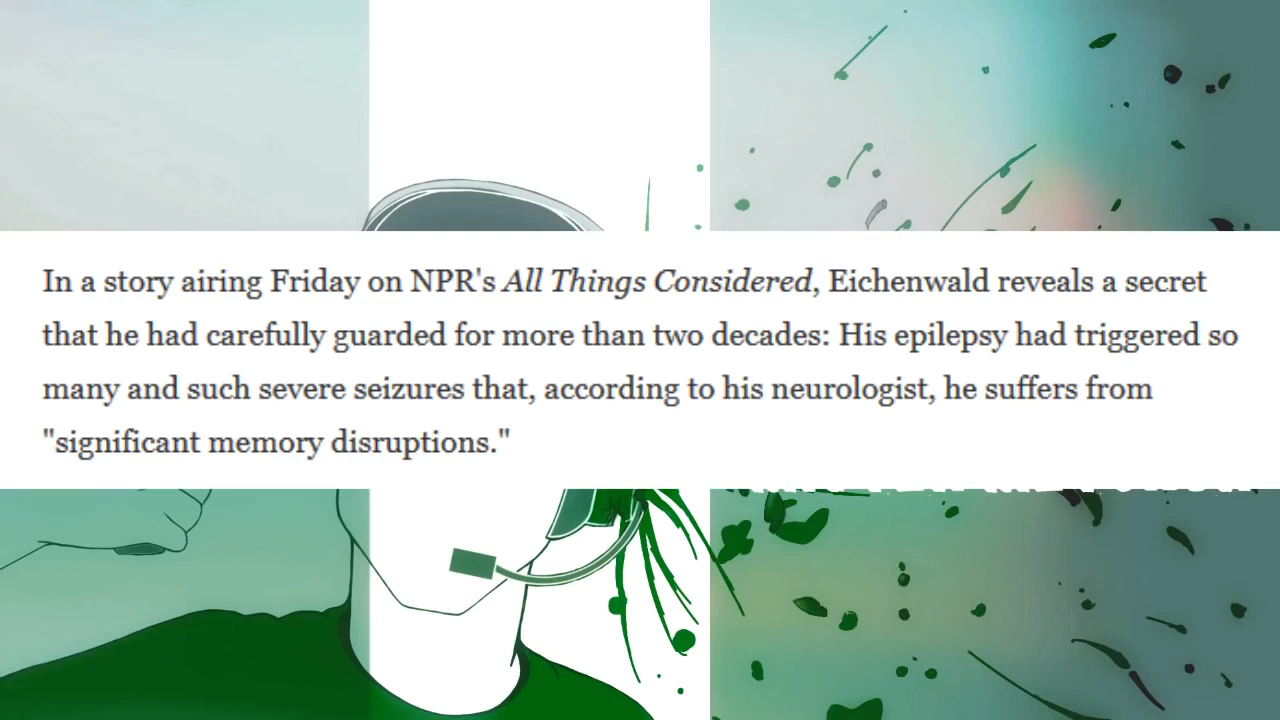 In a story airing Friday on NPR's All Things Considered, Eichenwald reveals a secret
that he had carefully guarded for more than two decades: His epilepsy had triggered so
many and such severe seizures that, according to his neurologist, he suffers from
"significant memory disruptions."